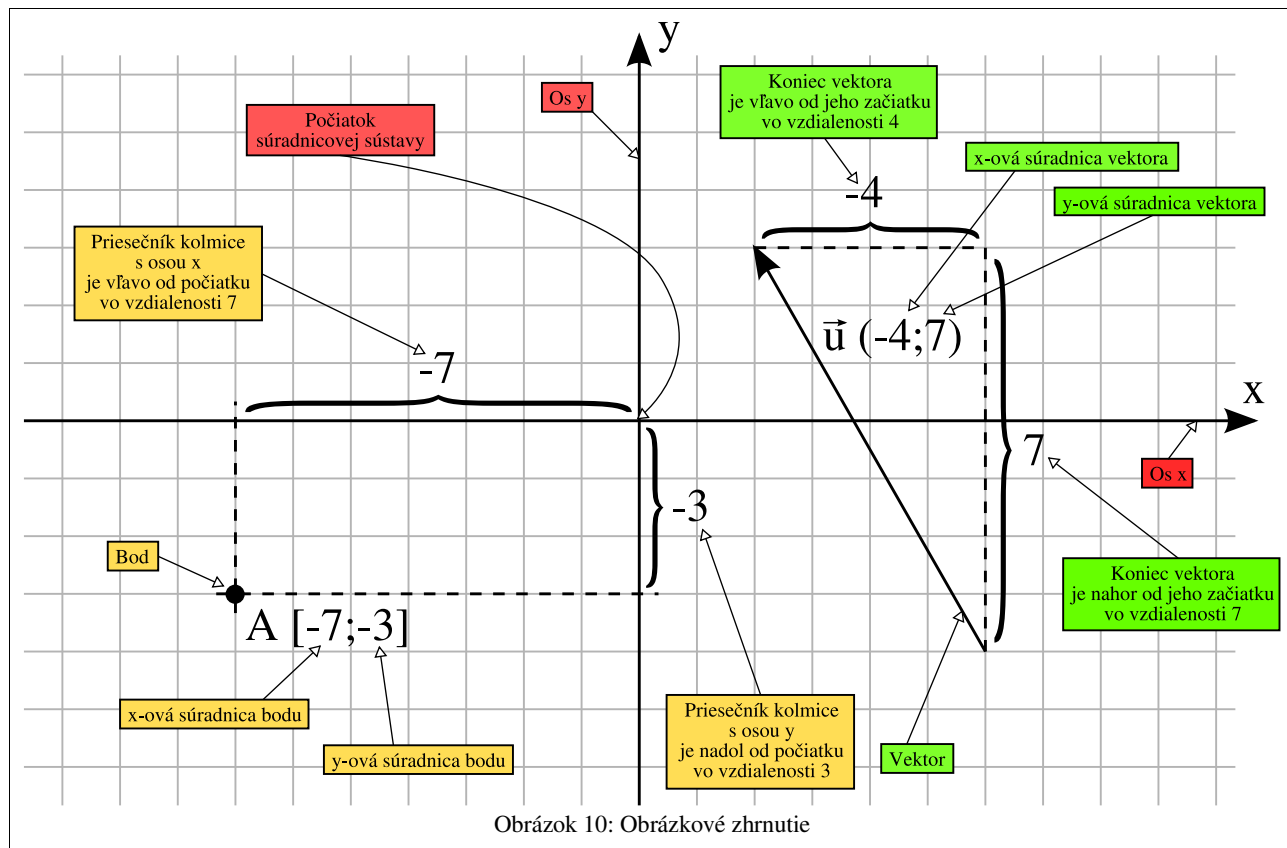 y
Os y
Počiatok
súradnicovej sústavy
Koniec vektora
je vľavo od jeho začiatku
vo vzdialenosti 4
x-ová súradnica vektora
-4
y-ová súradnica vektora
Priesečník kolmice
s osou x
je vľavo od počiatku
vo vzdialenosti 7
u⃗ (-4;7)
-7
x
7
Os x
-3
Bod
A [-7;-3]
Koniec vektora
je nahor od jeho začiatku
vo vzdialenosti 7
x-ová súradnica bodu
y-ová súradnica bodu
Priesečník kolmice
s osou y
je nadol od počiatku
vo vzdialenosti 3
Vektor
Obrázok 10: Obrázkové zhrnutie